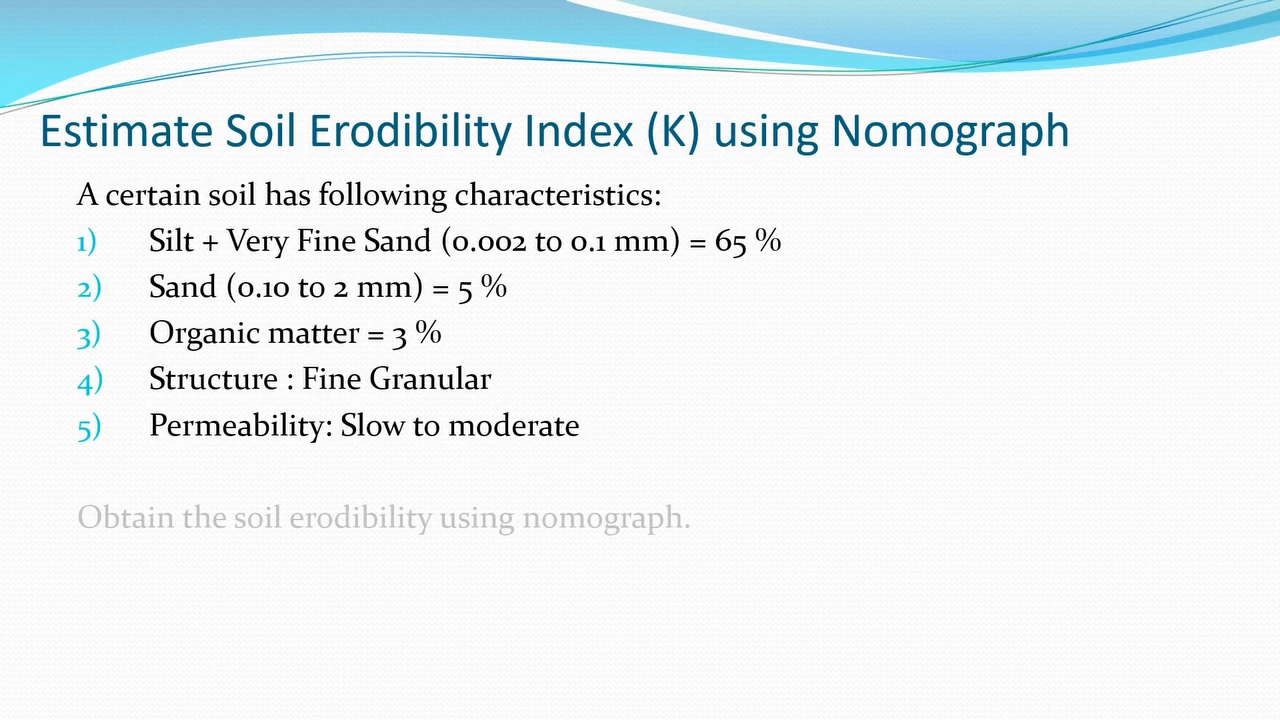 Estimate Soil Erodibility Index (K) using Nomograph
A certain soil has following characteristics:
1) Silt + Very Fine Sand (0.002 to 0.1 mm) = 65 %
2) Sand (0.10 to 2 mm) = 5 %
3) Organic matter = 3 %
4) Structure : Fine Granular
5) Permeability: Slow to moderate
Obtain the soil erodibility using nomograph.